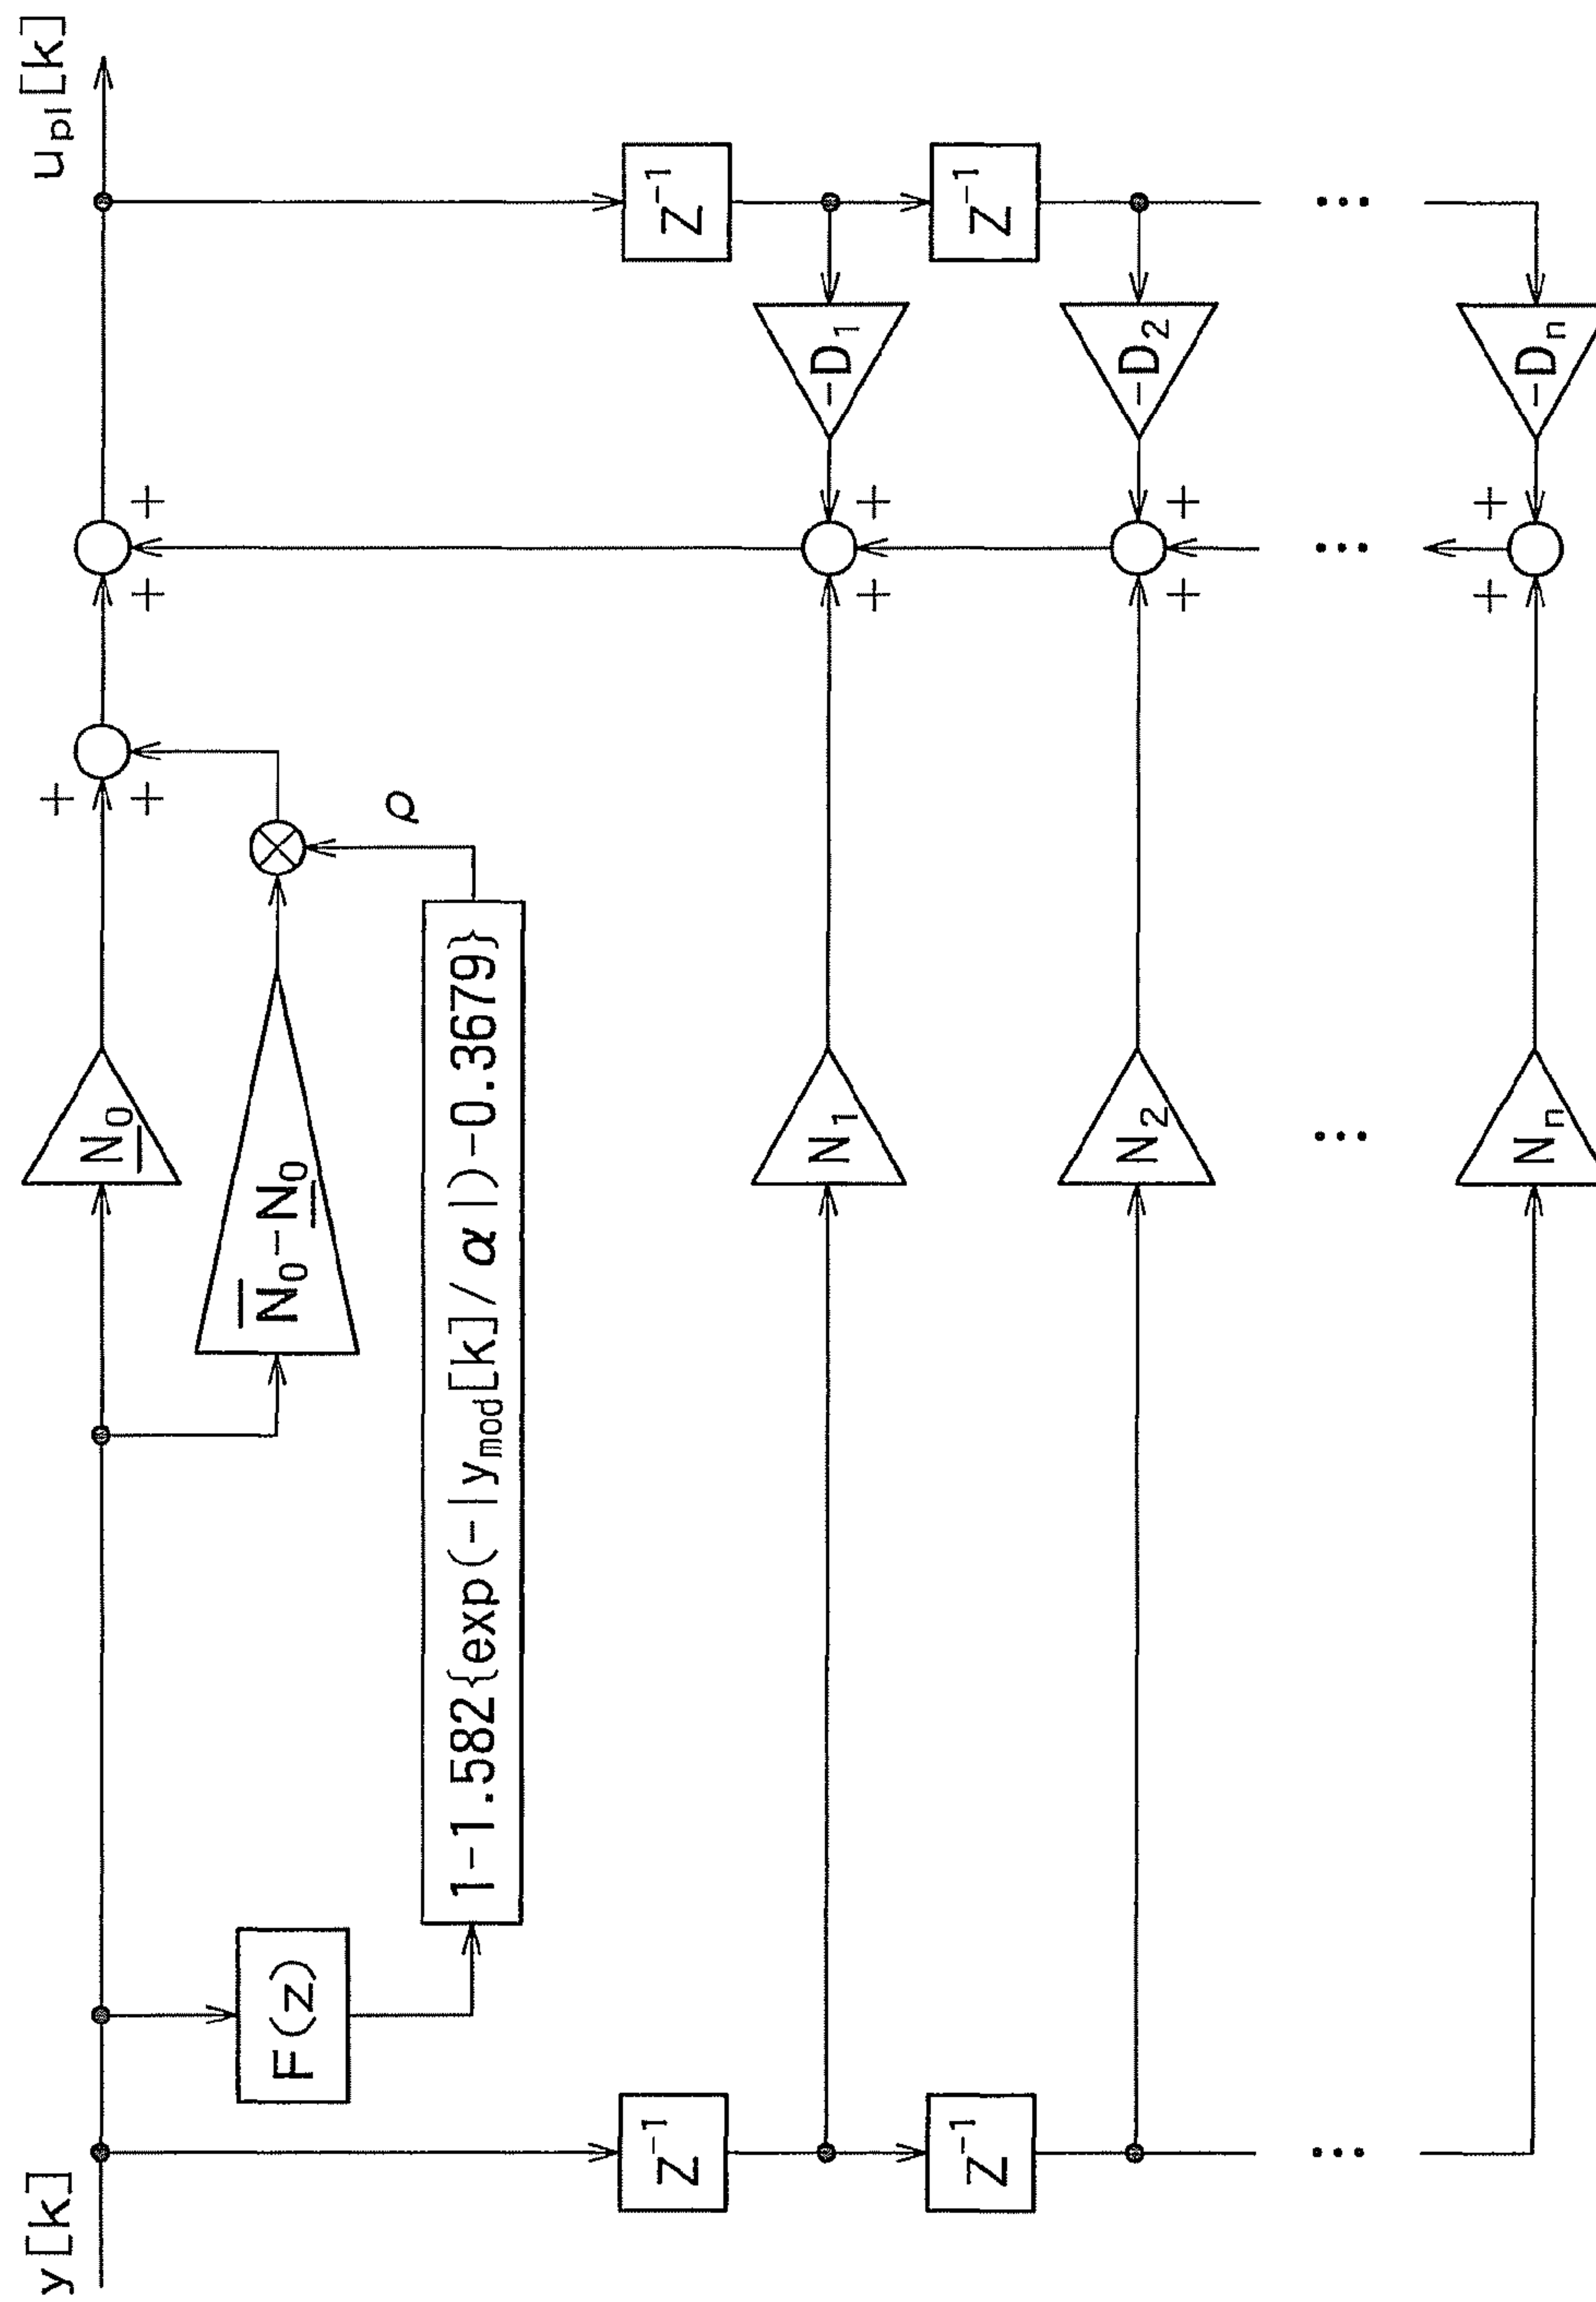 y[k]
u_pl[k]
N̲₀
N̅₀-N̲₀
F(z)
ρ
1-1.582{exp(-|y_mod[k]/α|)-0.3679}
+
+
+
+
Z⁻¹
N₁
+
+
-D₁
Z⁻¹
Z⁻¹
N₂
+
+
-D₂
Z⁻¹
...
...
...
...
Nₙ
+
+
-Dₙ